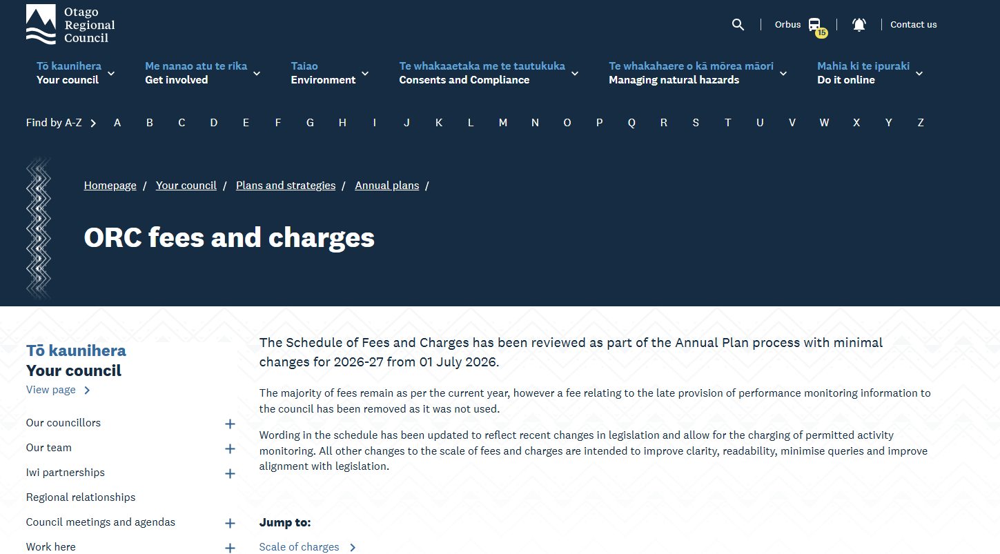 Otago
Regional
Council
Orbus
15
Contact us
Tō kaunihera
Your council
Me nanao atu te rika
Get involved
Taiao
Environment
Te whakaaetaka me te tautukuka
Consents and Compliance
Te whakahaere o kā mōrea māori
Managing natural hazards
Mahia ki te ipuraki
Do it online
Find by A-Z A B C D E F G H I J K L M N O P Q R S T U V W X Y Z
Homepage / Your council / Plans and strategies / Annual plans /
ORC fees and charges
Tō kaunihera
Your council
View page
Our councillors
Our team
Iwi partnerships
Regional relationships
Council meetings and agendas
Work here
The Schedule of Fees and Charges has been reviewed as part of the Annual Plan process with minimal
changes for 2026-27 from 01 July 2026.
The majority of fees remain as per the current year, however a fee relating to the late provision of performance monitoring information to
the council has been removed as it was not used.
Wording in the schedule has been updated to reflect recent changes in legislation and allow for the charging of permitted activity
monitoring. All other changes to the scale of fees and charges are intended to improve clarity, readability, minimise queries and improve
alignment with legislation.
Jump to:
Scale of charges